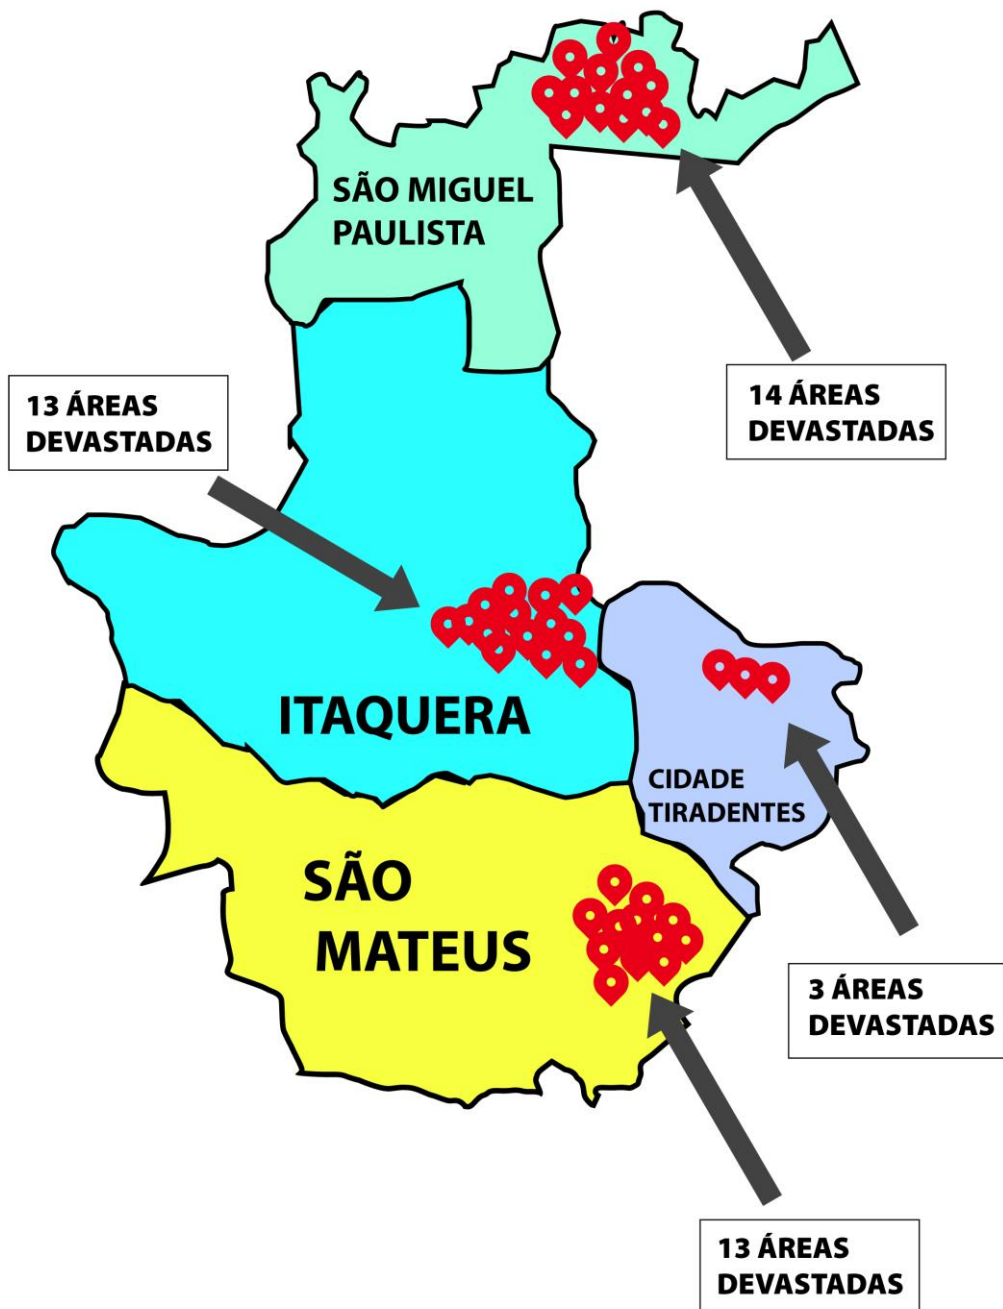 SÃO MIGUEL
PAULISTA
13 ÁREAS
DEVASTADAS
14 ÁREAS
DEVASTADAS
ITAQUERA
CIDADE
TIRADENTES
SÃO
MATEUS
3 ÁREAS
DEVASTADAS
13 ÁREAS
DEVASTADAS